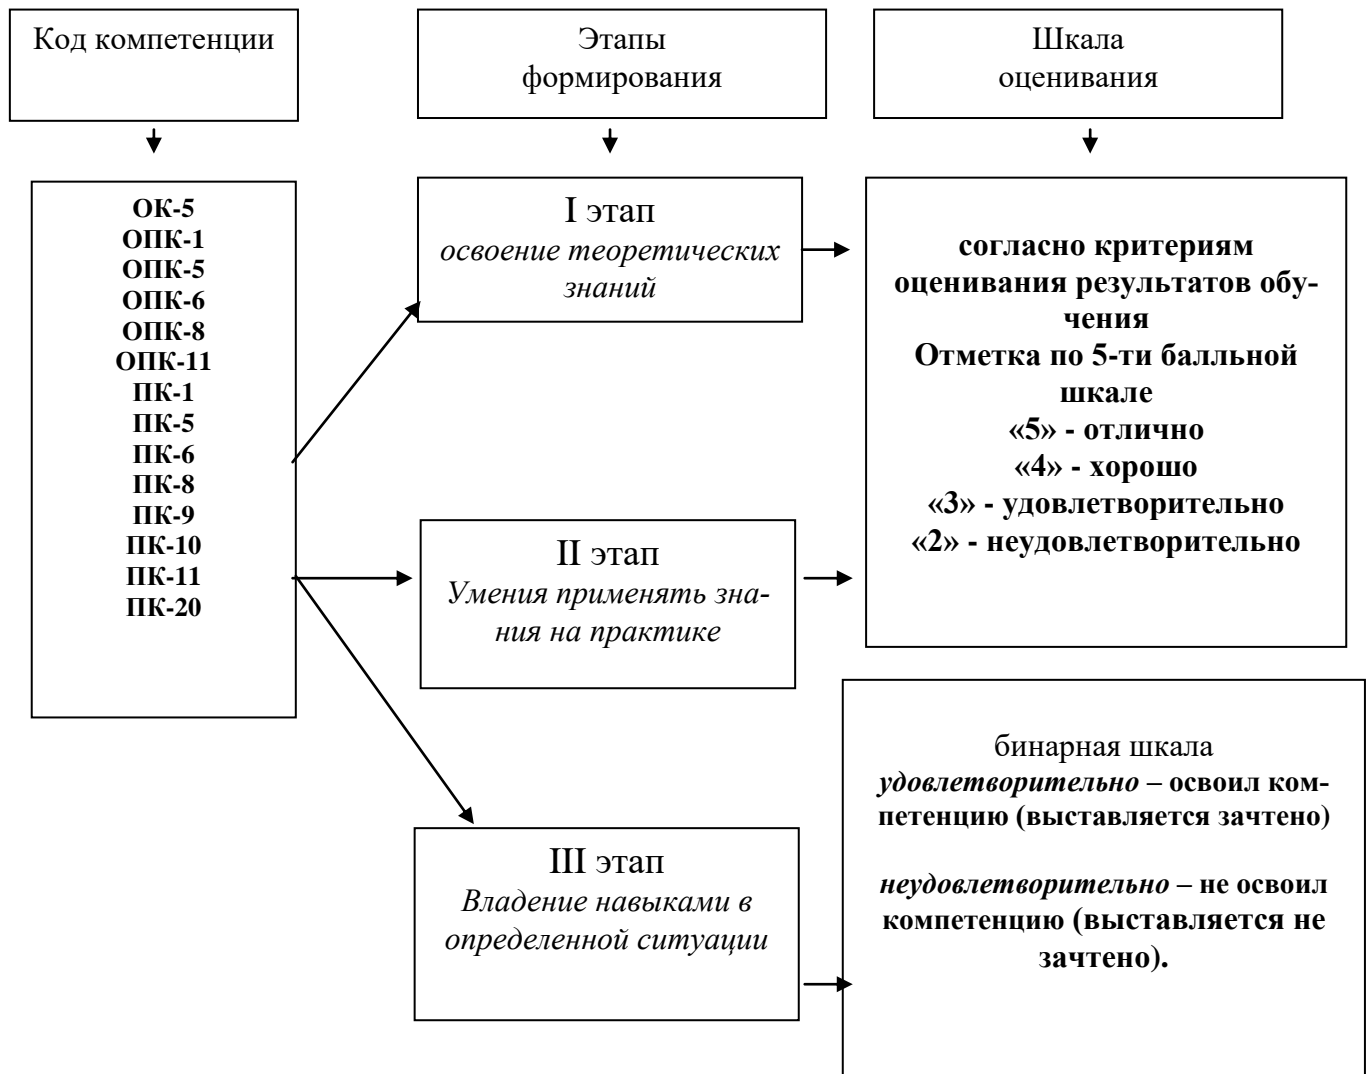 Код компетенции
Этапы
формирования
Шкала
оценивания
ОК-5
ОПК-1
ОПК-5
ОПК-6
ОПК-8
ОПК-11
ПК-1
ПК-5
ПК-6
ПК-8
ПК-9
ПК-10
ПК-11
ПК-20
I этап
освоение теоретических
знаний
II этап
Умения применять зна-
ния на практике
III этап
Владение навыками в
определенной ситуации
согласно критериям
оценивания результатов обу-
чения
Отметка по 5-ти балльной
шкале
«5» - отлично
«4» - хорошо
«3» - удовлетворительно
«2» - неудовлетворительно
бинарная шкала
удовлетворительно – освоил ком-
петенцию (выставляется зачтено)
неудовлетворительно – не освоил
компетенцию (выставляется не
зачтено).